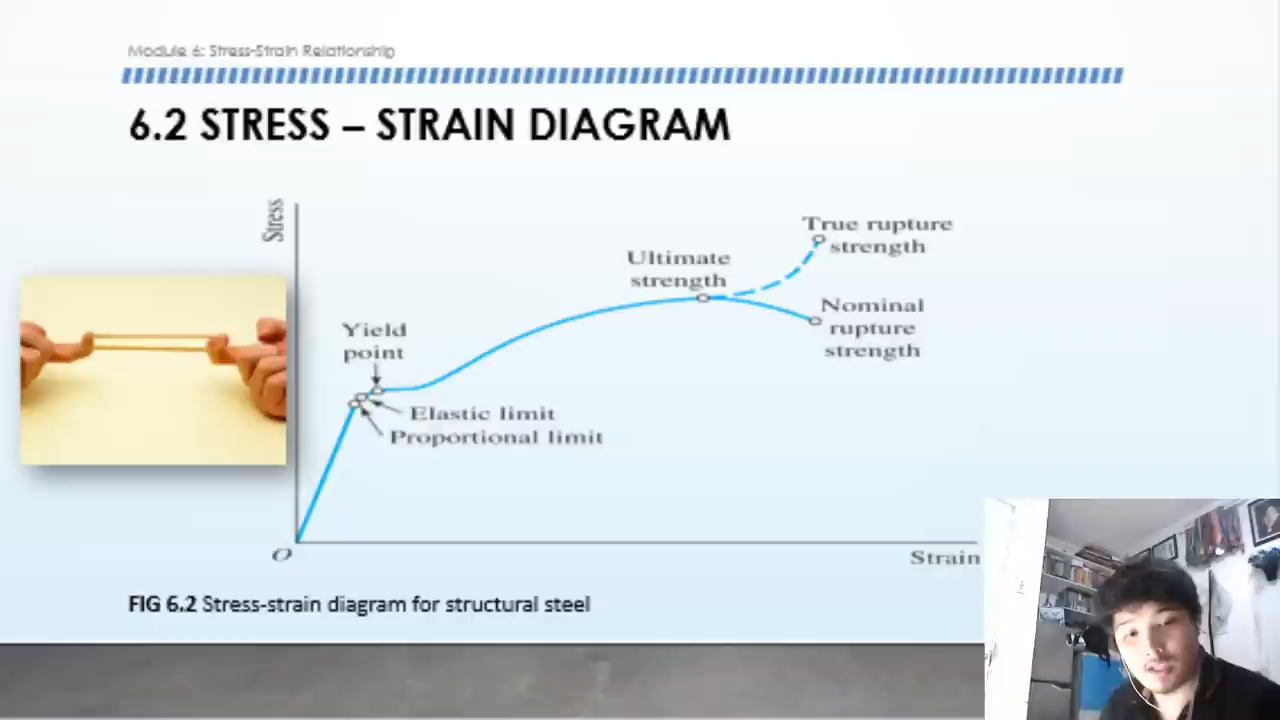 Module 6: Stress-Strain Relationship
6.2 STRESS – STRAIN DIAGRAM
Stress
True rupture
strength
Ultimate
strength
Nominal
rupture
strength
Yield
point
Elastic limit
Proportional limit
O
Strain
FIG 6.2 Stress-strain diagram for structural steel